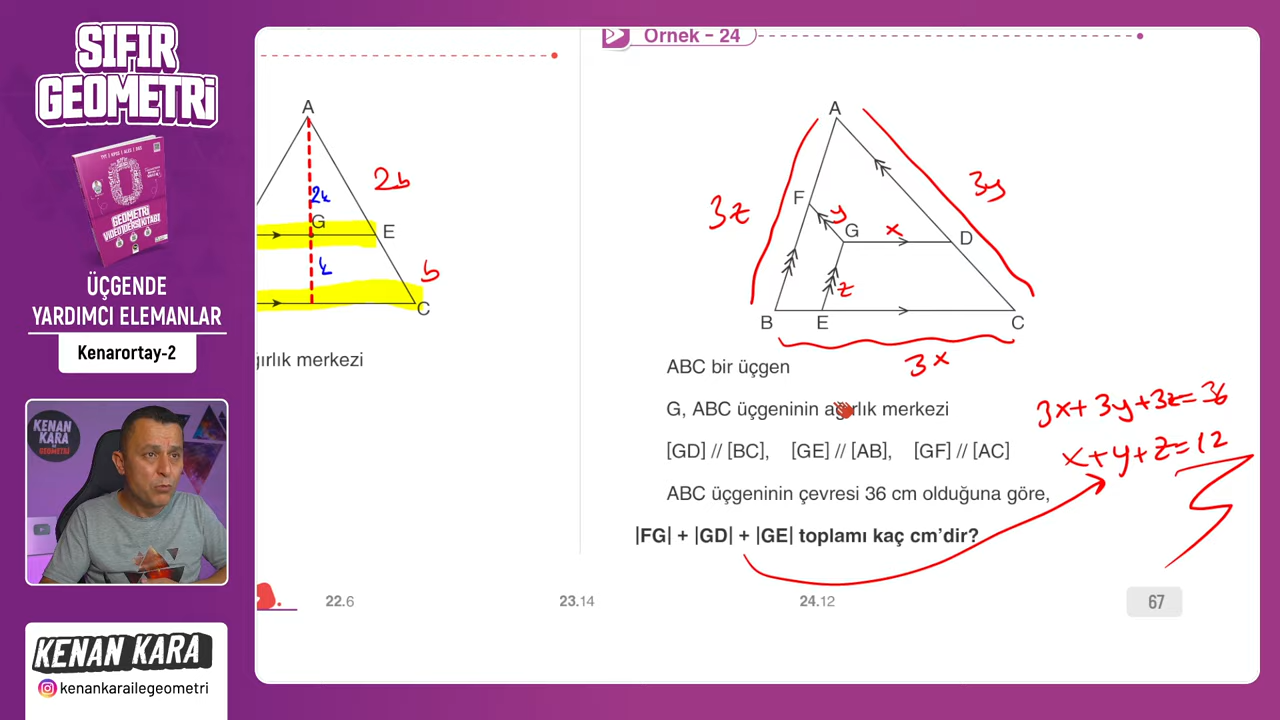 SIFIR
GEOMETRİ
GEOMETRİ
VİDEO DERS KİTABI
ÜÇGENDE
YARDIMCI ELEMANLAR
Kenarortay-2
KENAN
KARA
KENAN KARA
kenankarailegeometri
A
2k
2b
G
E
k
b
C
ğırlık merkezi
Örnek - 24
A
3z
3y
F
y
G
x
D
z
B
E
C
3x
ABC bir üçgen
G, ABC üçgeninin ağırlık merkezi
[GD] // [BC], [GE] // [AB], [GF] // [AC]
ABC üçgeninin çevresi 36 cm olduğuna göre,
|FG| + |GD| + |GE| toplamı kaç cm'dir?
3x+3y+3z=36
x+y+z=12
22.6 23.14 24.12
67